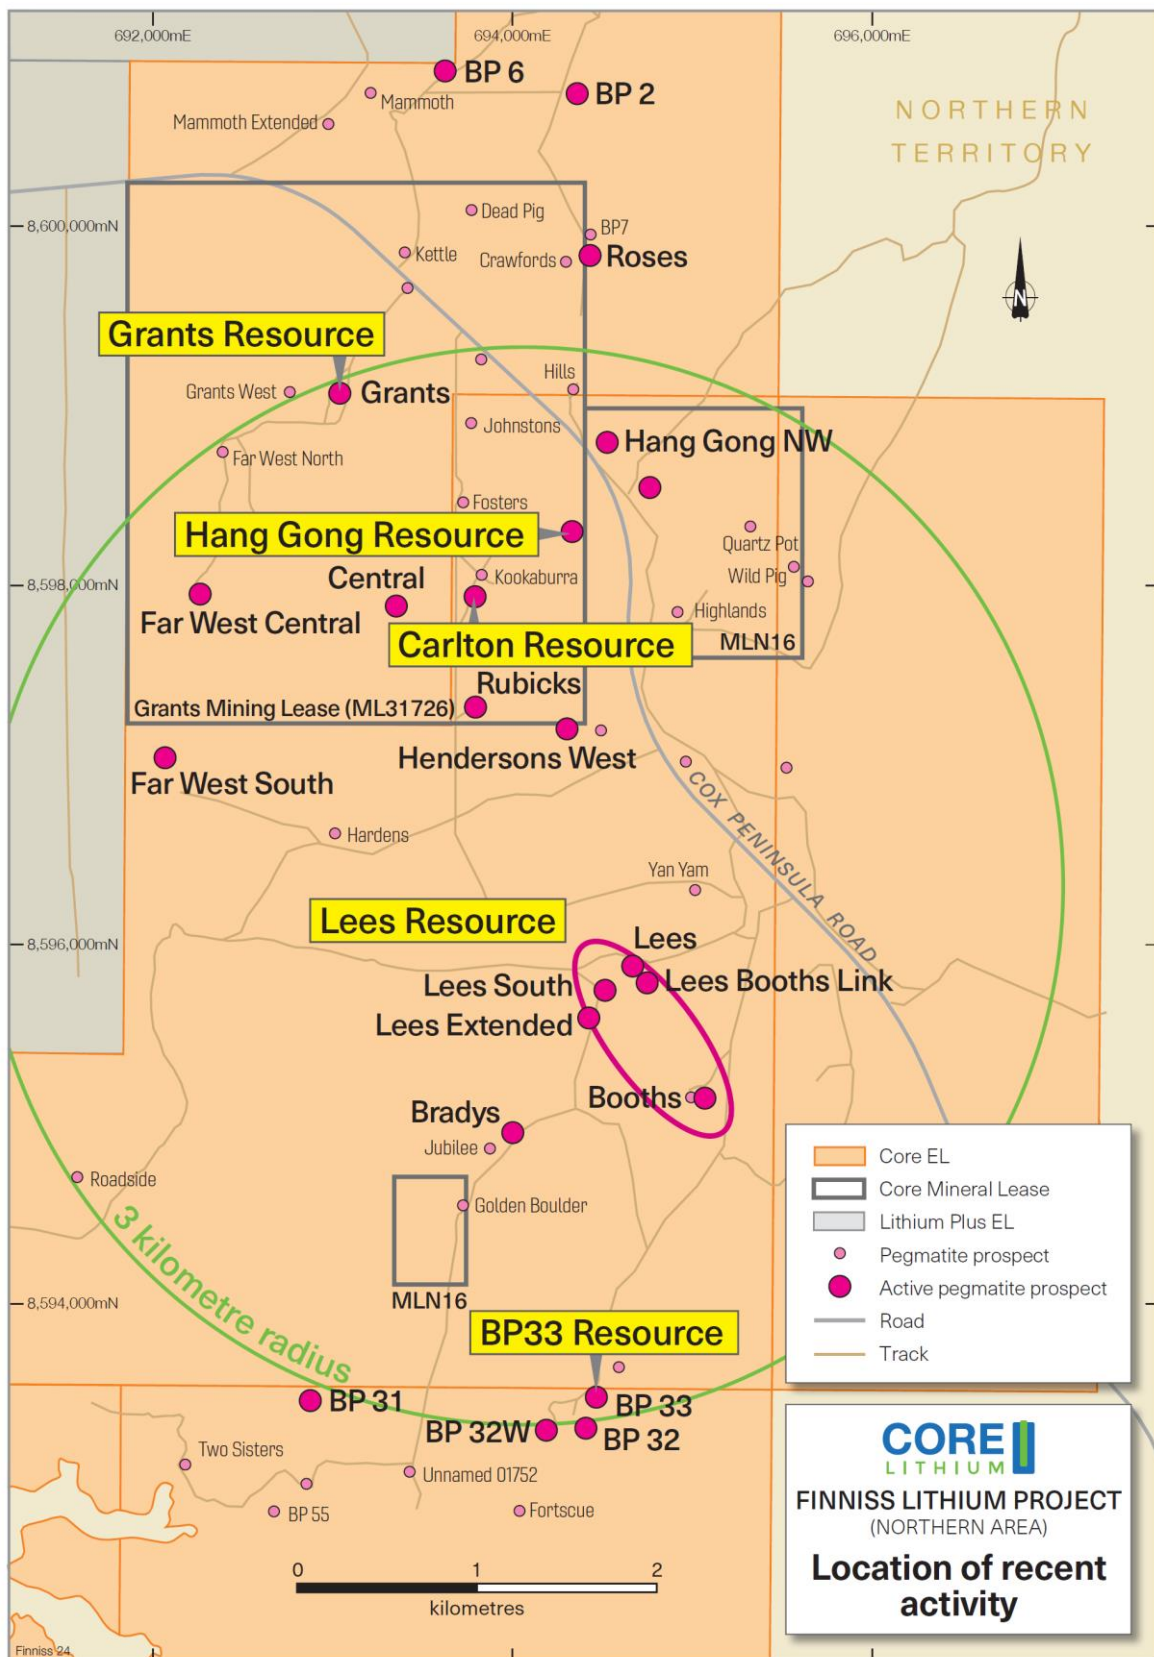 692,000mE
694,000mE
696,000mE
BP 6
Mammoth
BP 2
Mammoth Extended
NORTHERN
TERRITORY
Dead Pig
8,600,000mN
BP7
Kettle
Crawfords
Roses
N
Grants Resource
Hills
Grants West
Grants
Johnstons
Hang Gong NW
Far West North
Fosters
Hang Gong Resource
Quartz Pot
Kookaburra
Wild Pig
8,598,000mN
Central
Far West Central
Highlands
Carlton Resource
MLN16
Rubicks
Grants Mining Lease (ML31726)
Hendersons West
Far West South
COX PENINSULA ROAD
Hardens
Yan Yam
Lees Resource
Lees
8,596,000mN
Lees South
Lees Booths Link
Lees Extended
Booths
Bradys
Jubilee
Roadside
Golden Boulder
3 kilometre radius
MLN16
8,594,000mN
BP33 Resource
BP 31
BP 33
BP 32W
BP 32
Two Sisters
Unnamed 01752
BP 55
Fortscue
0 1 2
kilometres
Finniss 24
Core EL
Core Mineral Lease
Lithium Plus EL
Pegmatite prospect
Active pegmatite prospect
Road
Track
CORE
LITHIUM
FINNISS LITHIUM PROJECT
(NORTHERN AREA)
Location of recent
activity